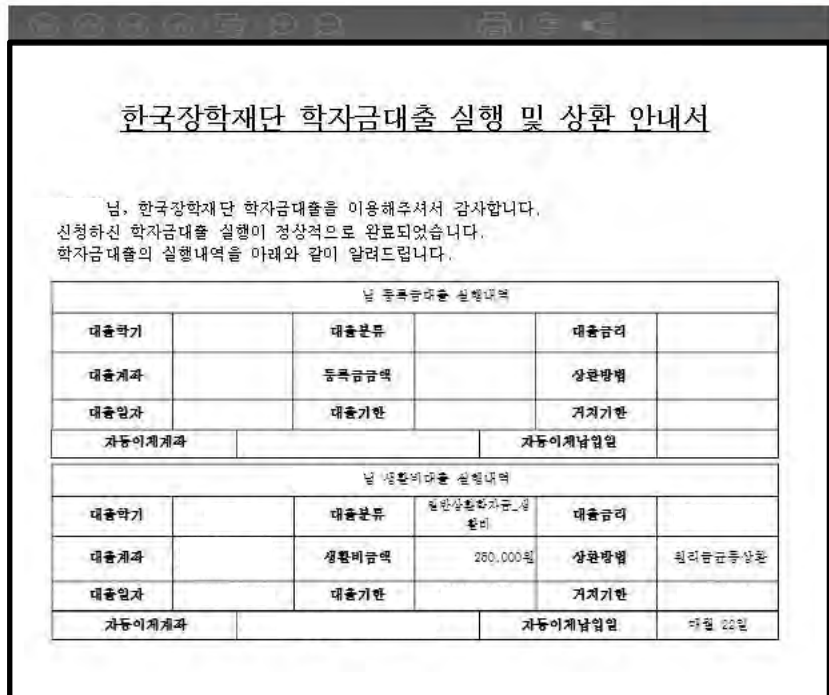 한국장학재단 학자금대출 실행 및 상환 안내서
님, 한국장학재단 학자금대출을 이용해주셔서 감사합니다.
신청하신 학자금대출 실행이 정상적으로 완료되었습니다.
학자금대출의 실행내역을 아래와 같이 알려드립니다.
님 등록금대출 실행내역
대출학기 대출분류 대출금리
대출계좌 등록금금액 상환방법
대출일자 대출기한 거치기한
자동이체계좌 자동이체납입일
님 생활비대출 실행내역
대출학기 대출분류 일반상환학자금_생활비 대출금리
대출계좌 생활비금액 280,000원 상환방법 원리금균등상환
대출일자 대출기한 거치기한
자동이체계좌 자동이체납입일 매월 22일